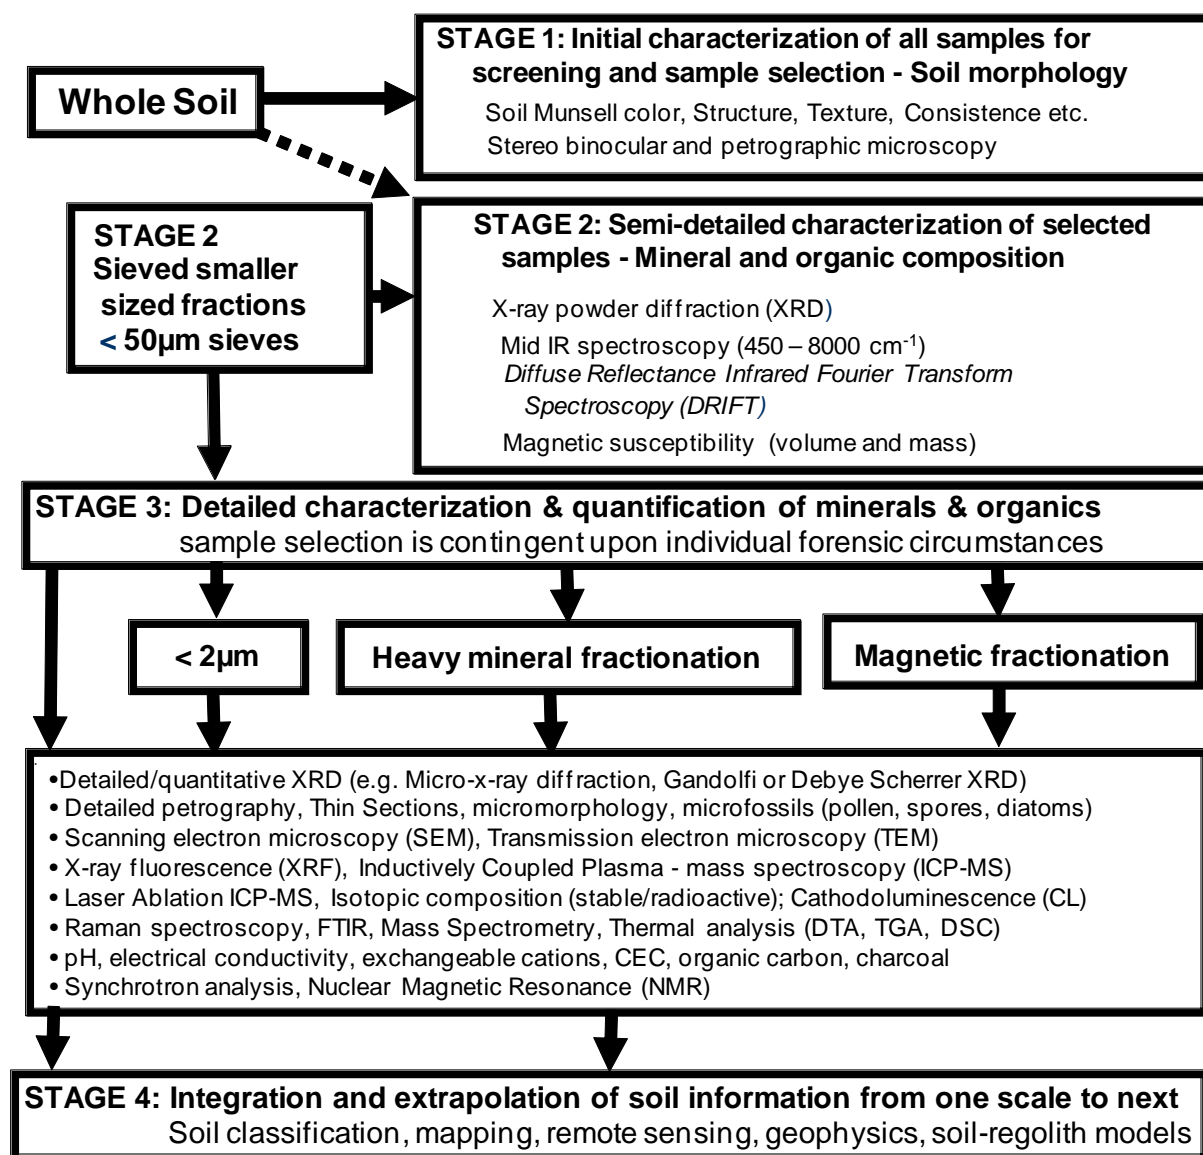 Whole Soil
STAGE 1: Initial characterization of all samples for
screening and sample selection - Soil morphology
Soil Munsell color, Structure, Texture, Consistence etc.
Stereo binocular and petrographic microscopy
STAGE 2
Sieved smaller
sized fractions
< 50µm sieves
STAGE 2: Semi-detailed characterization of selected
samples - Mineral and organic composition
X-ray powder diffraction (XRD)
Mid IR spectroscopy (450 – 8000 cm⁻¹)
Diffuse Reflectance Infrared Fourier Transform
Spectroscopy (DRIFT)
Magnetic susceptibility (volume and mass)
STAGE 3: Detailed characterization & quantification of minerals & organics
sample selection is contingent upon individual forensic circumstances
< 2µm
Heavy mineral fractionation
Magnetic fractionation
•Detailed/quantitative XRD (e.g. Micro-x-ray diffraction, Gandolfi or Debye Scherrer XRD)
• Detailed petrography, Thin Sections, micromorphology, microfossils (pollen, spores, diatoms)
• Scanning electron microscopy (SEM), Transmission electron microscopy (TEM)
• X-ray fluorescence (XRF), Inductively Coupled Plasma - mass spectroscopy (ICP-MS)
• Laser Ablation ICP-MS, Isotopic composition (stable/radioactive); Cathodoluminescence (CL)
• Raman spectroscopy, FTIR, Mass Spectrometry, Thermal analysis (DTA, TGA, DSC)
• pH, electrical conductivity, exchangeable cations, CEC, organic carbon, charcoal
• Synchrotron analysis, Nuclear Magnetic Resonance (NMR)
STAGE 4: Integration and extrapolation of soil information from one scale to next
Soil classification, mapping, remote sensing, geophysics, soil-regolith models